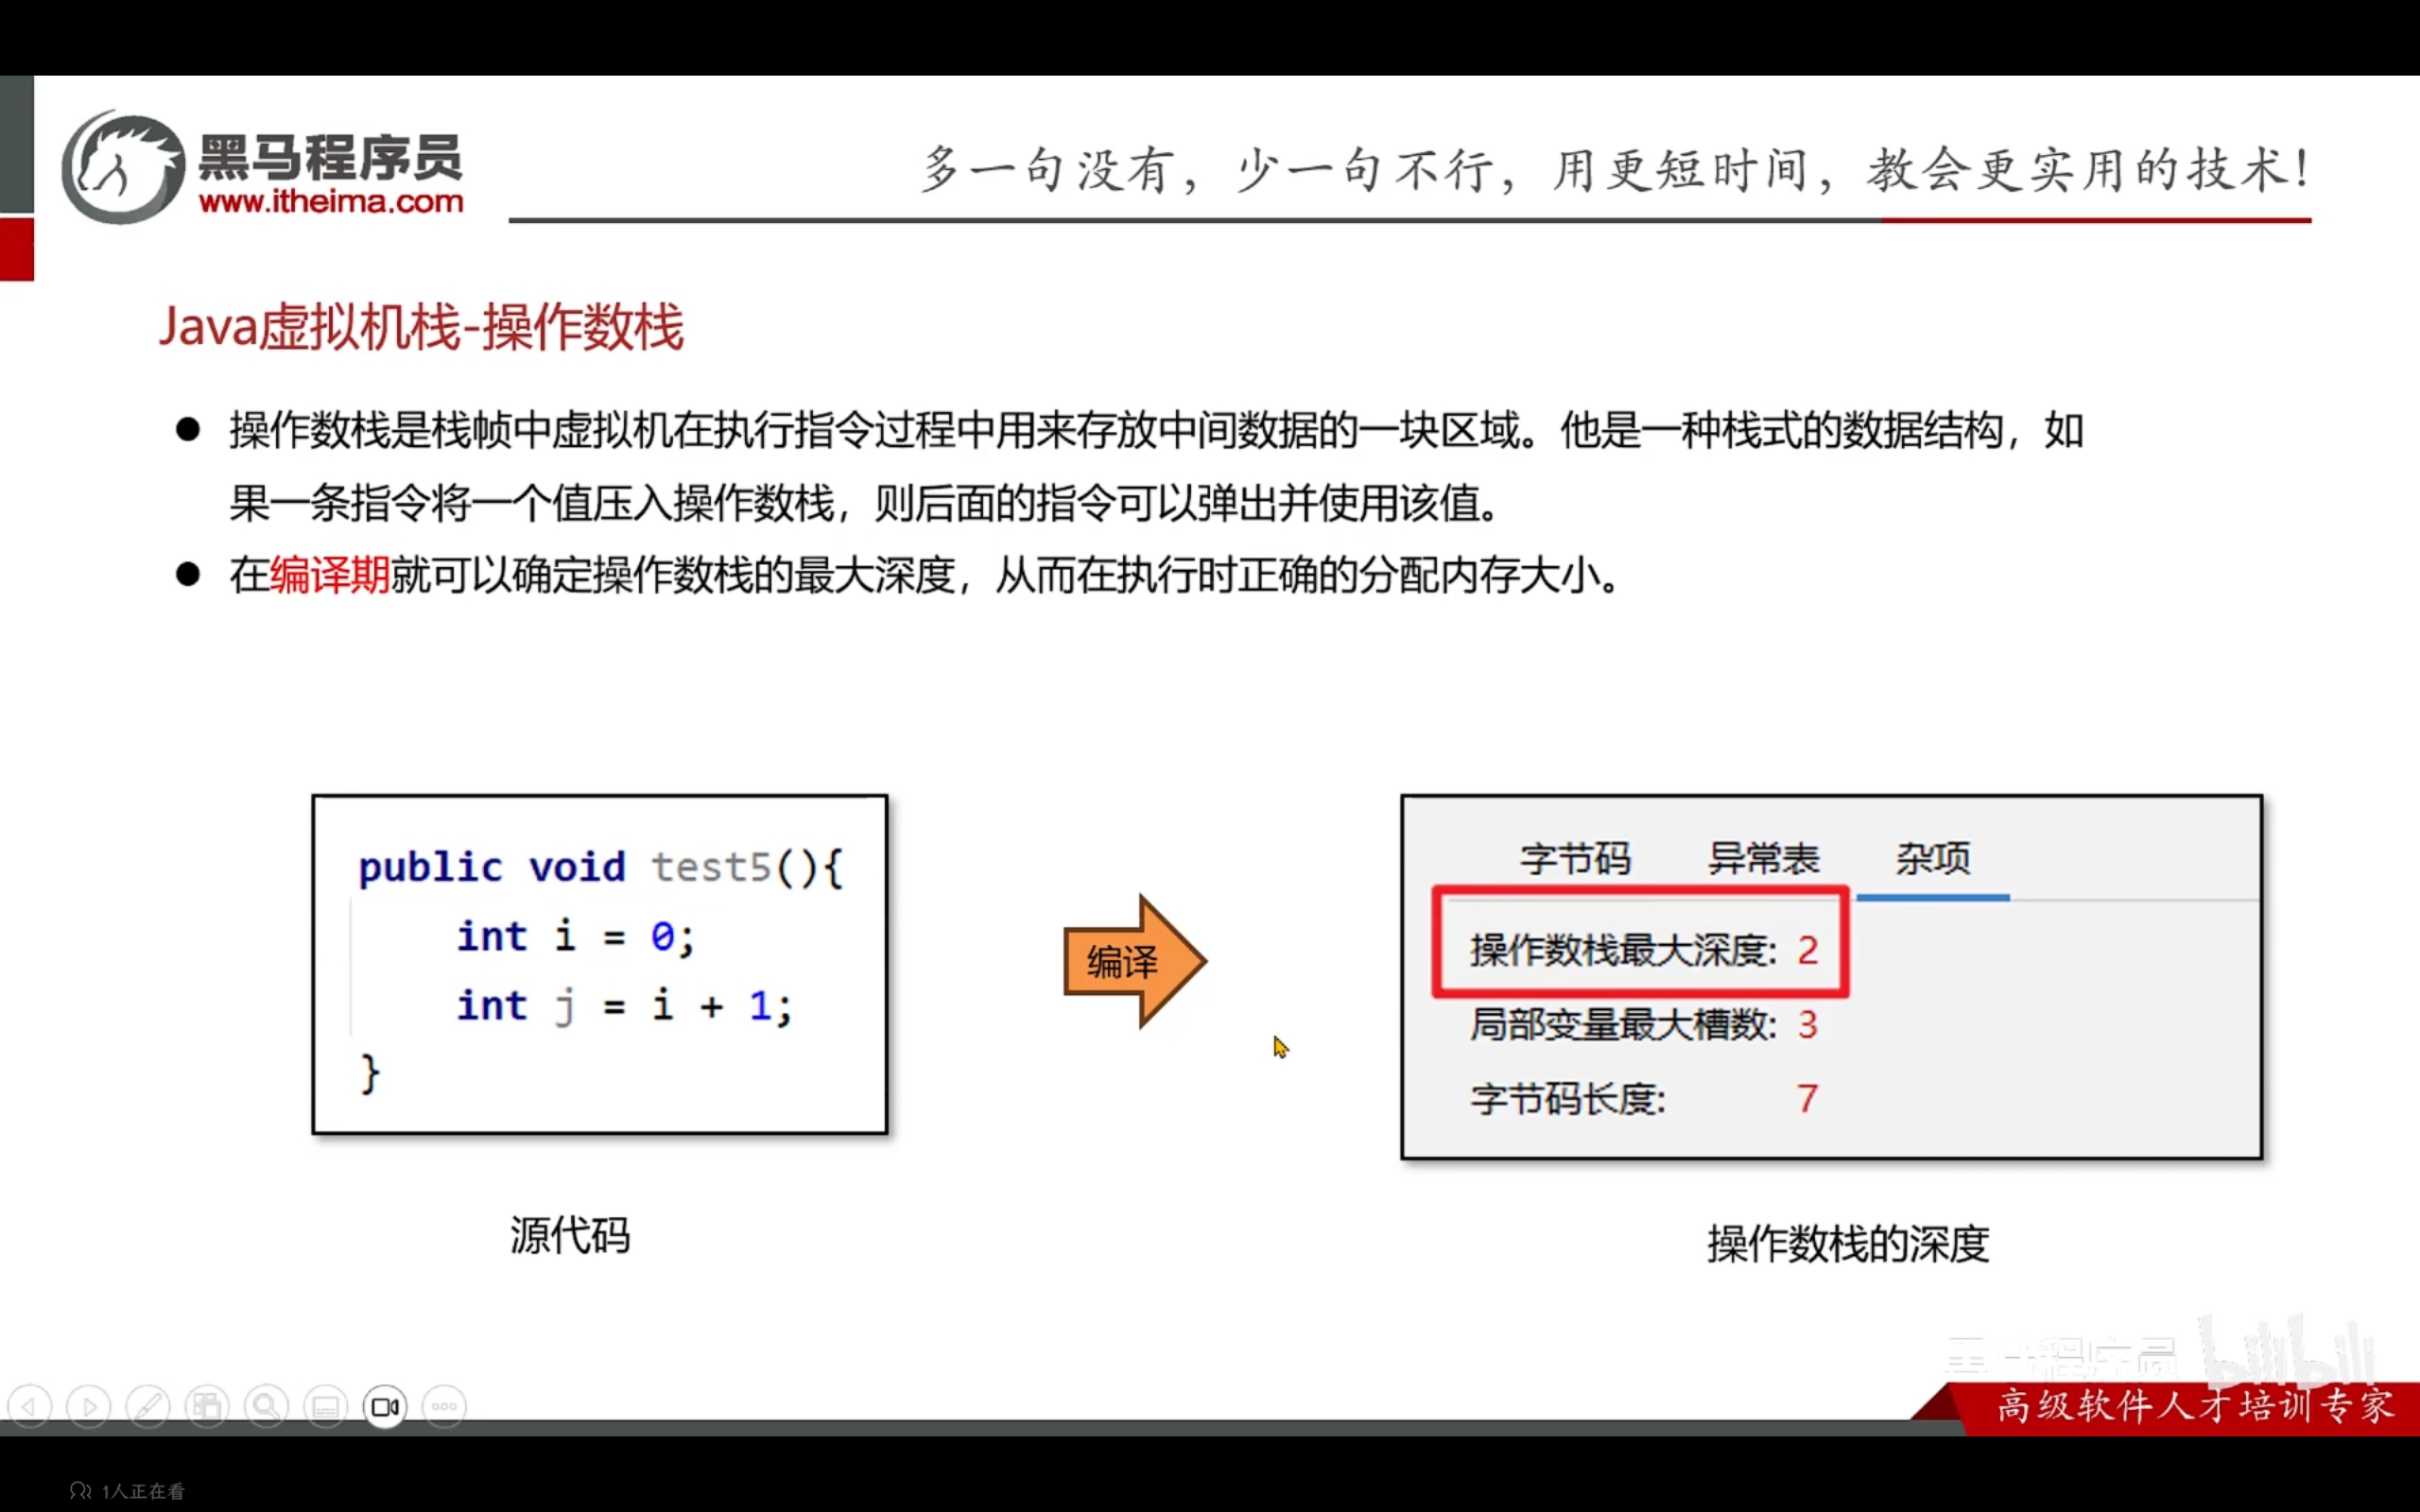 黑马程序员
www.itheima.com
多一句没有，少一句不行，用更短时间，教会更实用的技术！
Java虚拟机栈-操作数栈
● 操作数栈是栈帧中虚拟机在执行指令过程中用来存放中间数据的一块区域。他是一种栈式的数据结构，如
果一条指令将一个值压入操作数栈，则后面的指令可以弹出并使用该值。
● 在编译期就可以确定操作数栈的最大深度，从而在执行时正确的分配内存大小。
public void test5(){
int i = 0;
int j = i + 1;
}
编译
字节码 异常表 杂项
操作数栈最大深度: 2
局部变量最大槽数: 3
字节码长度: 7
源代码
操作数栈的深度
黑马程序员 bilibili
高级软件人才培训专家
1人正在看